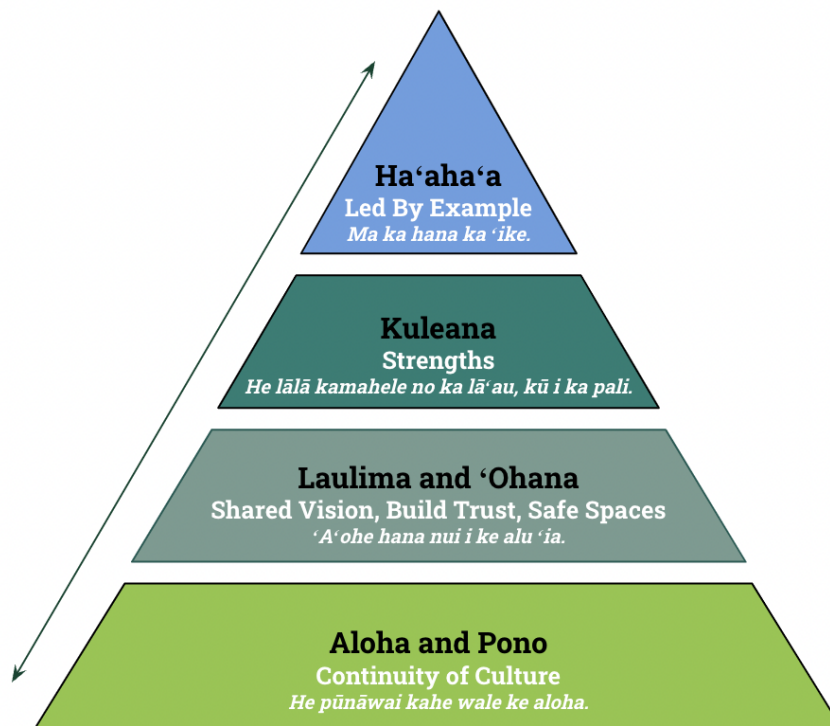 Haʻahaʻa
Led By Example
Ma ka hana ka ʻike.
Kuleana
Strengths
He lālā kamahele no ka lāʻau, kū i ka pali.
Laulima and ʻOhana
Shared Vision, Build Trust, Safe Spaces
ʻAʻohe hana nui i ke alu ʻia.
Aloha and Pono
Continuity of Culture
He pūnāwai kahe wale ke aloha.